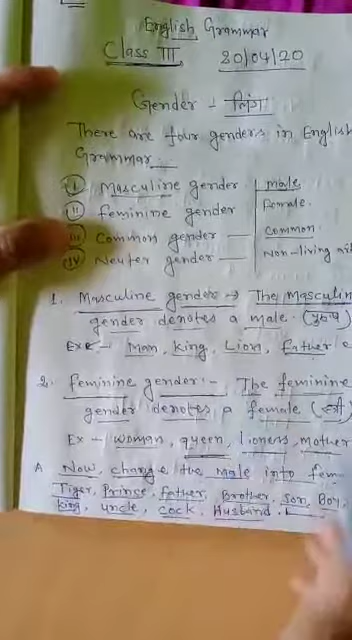 English Grammar
Class III 20/04/20
Gender - लिंग
There are four genders in English
Grammar
(i) Masculine gender male
(ii) Feminine gender Female.
(iii) Common gender — Common
(iv) Neuter gender — Non-living
1. Masculine gender → The Masculin
gender denotes a male. (पुरुष)
Ex - Man, King, Lion, Father
2. Feminine gender :- The feminine
gender denotes a female (स्त्री)
Ex - woman, queen, lioness, mother
A Now, change the male into fem
Tiger, Prince, Father, Brother, Son, Boy,
King, uncle, cock, Husband.